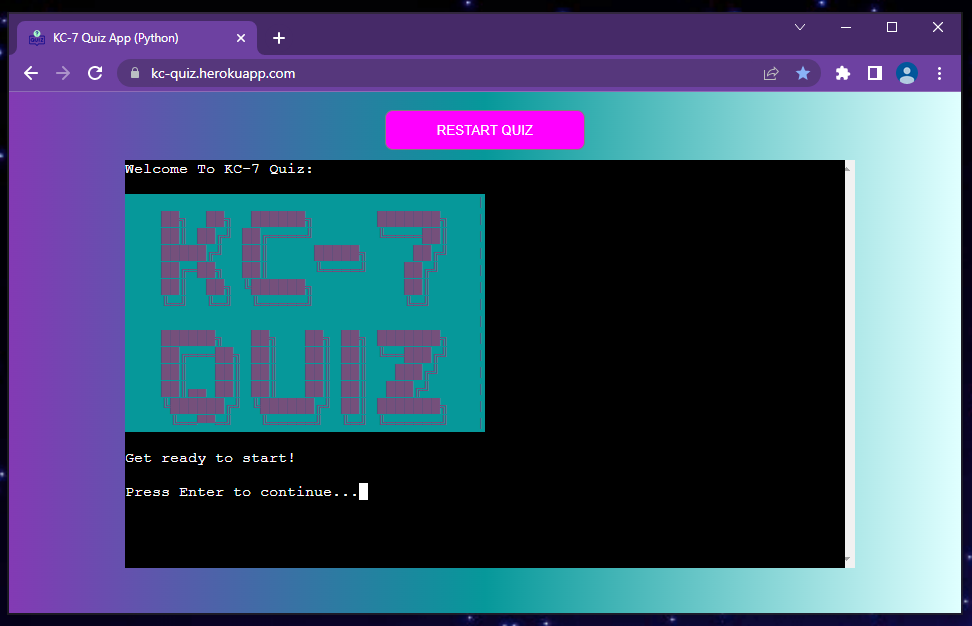 KC-7 Quiz App (Python)
kc-quiz.herokuapp.com
RESTART QUIZ
Welcome To KC-7 Quiz:
KC-7
QUIZ
Get ready to start!
Press Enter to continue...